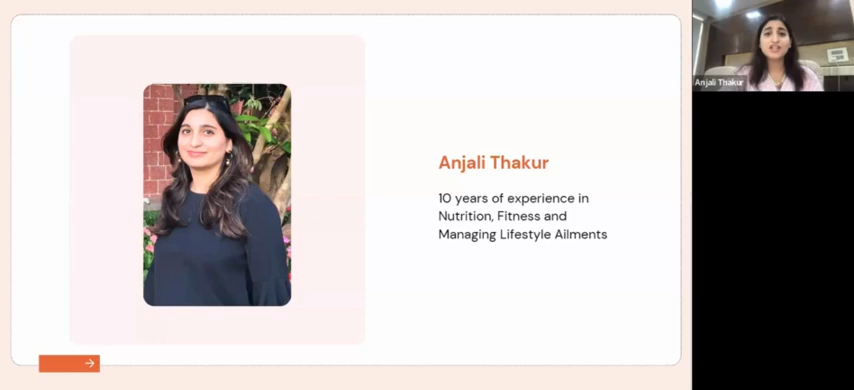 Anjali Thakur
10 years of experience in
Nutrition, Fitness and
Managing Lifestyle Ailments
Anjali Thakur